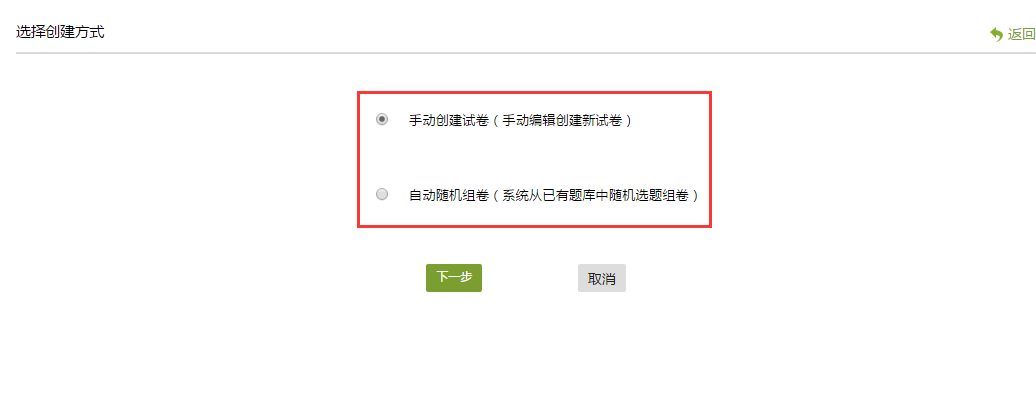 选择创建方式
返回
手动创建试卷（手动编辑创建新试卷）
自动随机组卷（系统从已有题库中随机选题组卷）
下一步
取消